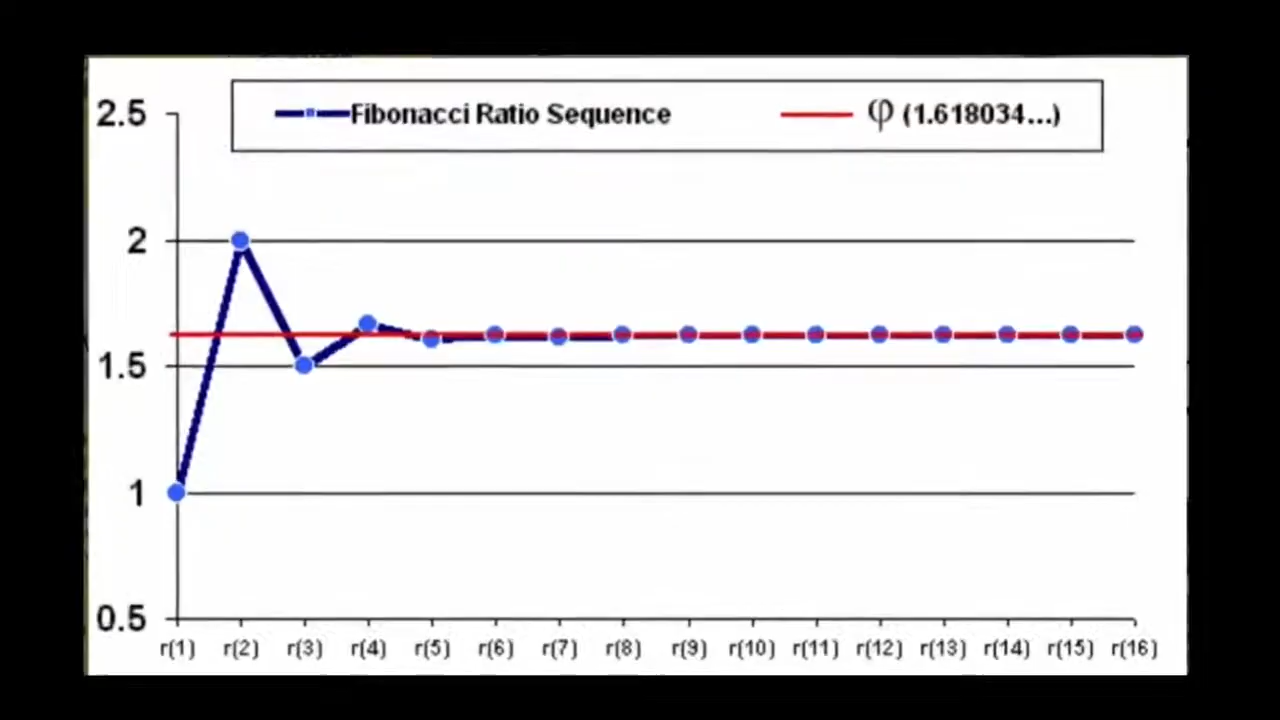 Fibonacci Ratio Sequence φ (1.618034...)
2.5
2
1.5
1
0.5
r(1) r(2) r(3) r(4) r(5) r(6) r(7) r(8) r(9) r(10) r(11) r(12) r(13) r(14) r(15) r(16)